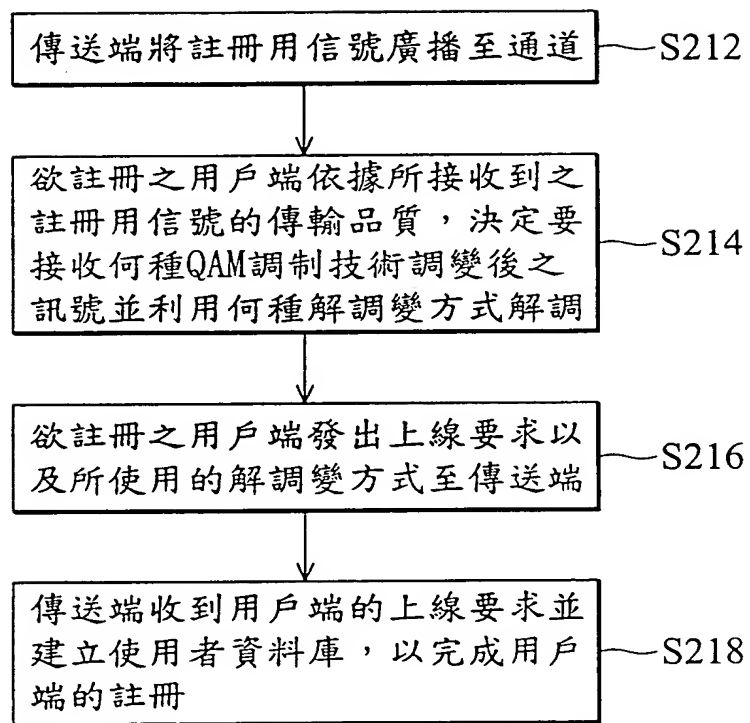 傳送端將註冊用信號廣播至通道
S212
欲註冊之用戶端依據所接收到之
註冊用信號的傳輸品質，決定要
接收何種QAM調制技術調變後之
訊號並利用何種解調變方式解調
S214
欲註冊之用戶端發出上線要求以
及所使用的解調變方式至傳送端
S216
傳送端收到用戶端的上線要求並
建立使用者資料庫，以完成用戶
端的註冊
S218